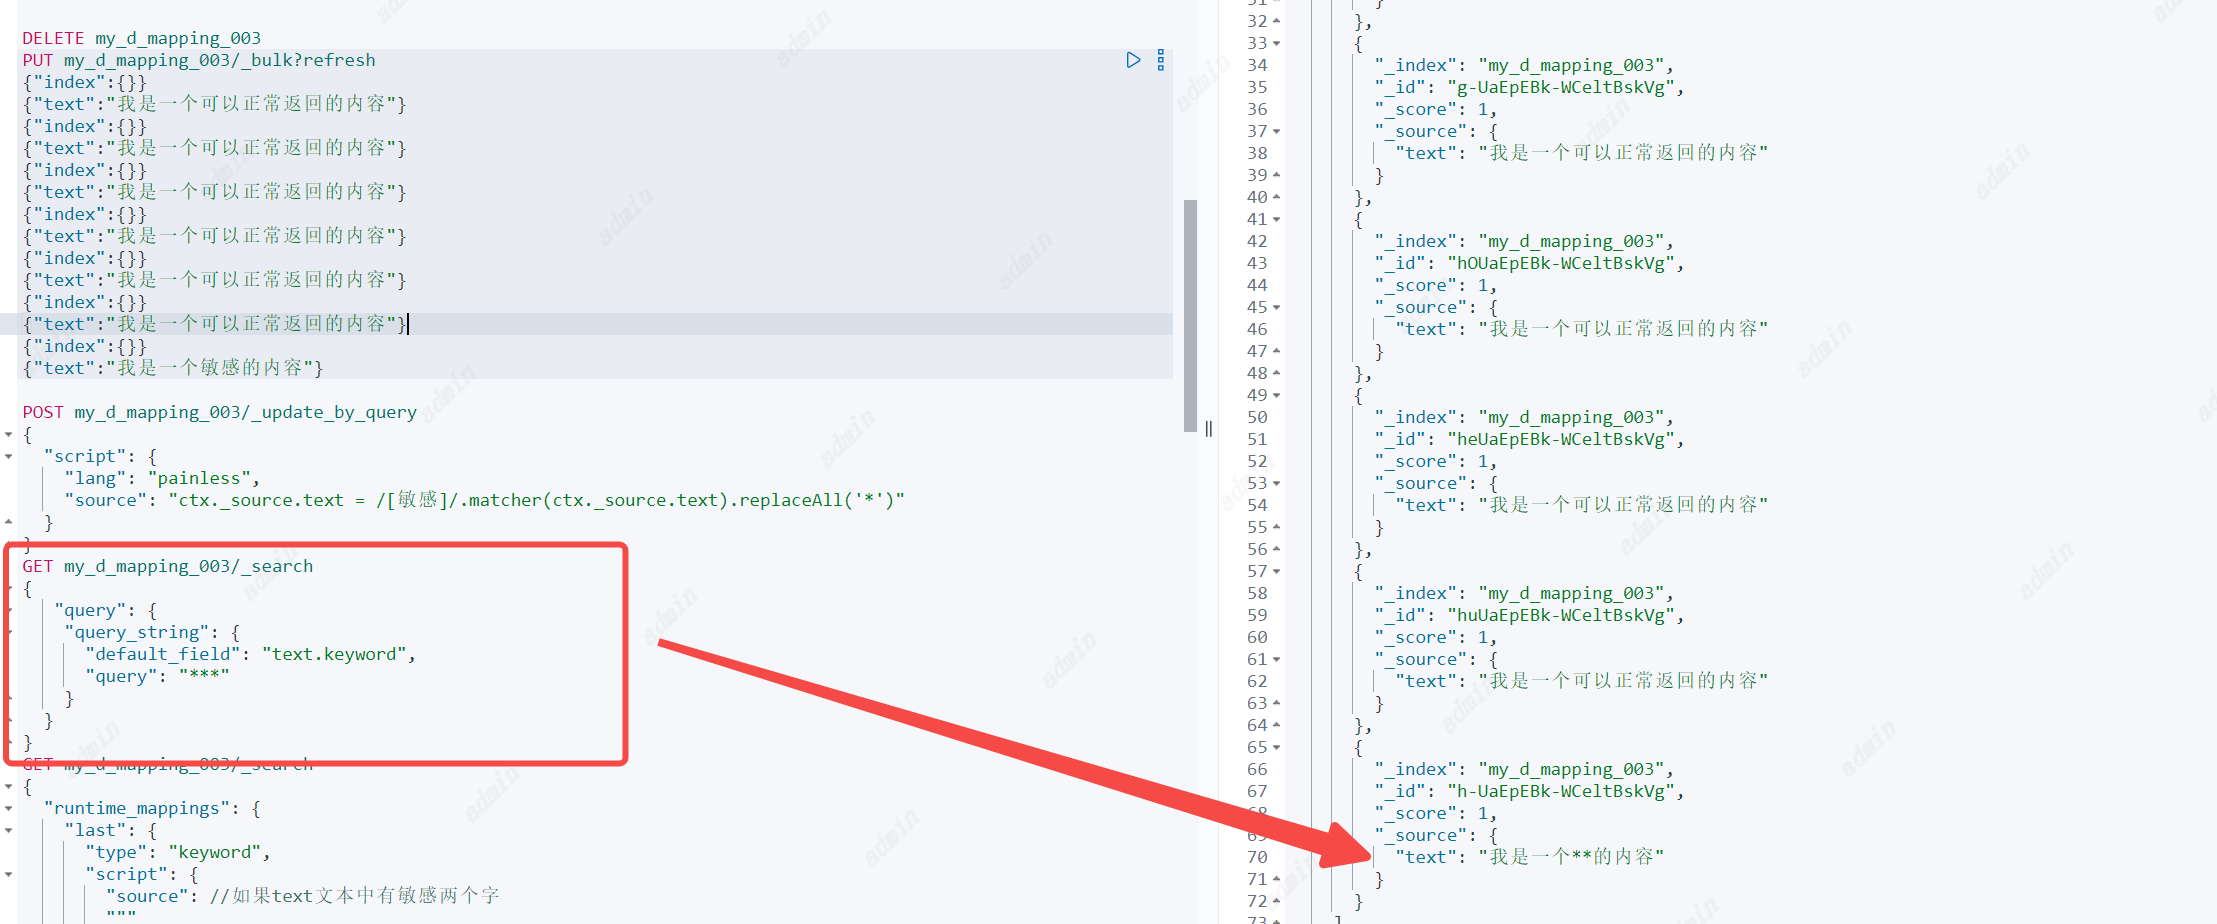 DELETE my_d_mapping_003
PUT my_d_mapping_003/_bulk?refresh
{"index":{}}
{"text":"我是一个可以正常返回的内容"}
{"index":{}}
{"text":"我是一个可以正常返回的内容"}
{"index":{}}
{"text":"我是一个可以正常返回的内容"}
{"index":{}}
{"text":"我是一个可以正常返回的内容"}
{"index":{}}
{"text":"我是一个可以正常返回的内容"}
{"index":{}}
{"text":"我是一个可以正常返回的内容"}
{"index":{}}
{"text":"我是一个敏感的内容"}
POST my_d_mapping_003/_update_by_query
{
"script": {
"lang": "painless",
"source": "ctx._source.text = /[敏感]/.matcher(ctx._source.text).replaceAll('*')"
}
}
GET my_d_mapping_003/_search
{
"query": {
"query_string": {
"default_field": "text.keyword",
"query": "***"
}
}
}
GET my_d_mapping_003/_search
{
"runtime_mappings": {
"last": {
"type": "keyword",
"script": {
"source": //如果text文本中有敏感两个字
"""
31 }
32 },
33 {
34 "_index": "my_d_mapping_003",
35 "_id": "g-UaEpEBk-WCeltBskVg",
36 "_score": 1,
37 "_source": {
38 "text": "我是一个可以正常返回的内容"
39 }
40 },
41 {
42 "_index": "my_d_mapping_003",
43 "_id": "hOUaEpEBk-WCeltBskVg",
44 "_score": 1,
45 "_source": {
46 "text": "我是一个可以正常返回的内容"
47 }
48 },
49 {
50 "_index": "my_d_mapping_003",
51 "_id": "heUaEpEBk-WCeltBskVg",
52 "_score": 1,
53 "_source": {
54 "text": "我是一个可以正常返回的内容"
55 }
56 },
57 {
58 "_index": "my_d_mapping_003",
59 "_id": "huUaEpEBk-WCeltBskVg",
60 "_score": 1,
61 "_source": {
62 "text": "我是一个可以正常返回的内容"
63 }
64 },
65 {
66 "_index": "my_d_mapping_003",
67 "_id": "h-UaEpEBk-WCeltBskVg",
68 "_score": 1,
69 "_source": {
70 "text": "我是一个**的内容"
71 }
72 }
73 ]